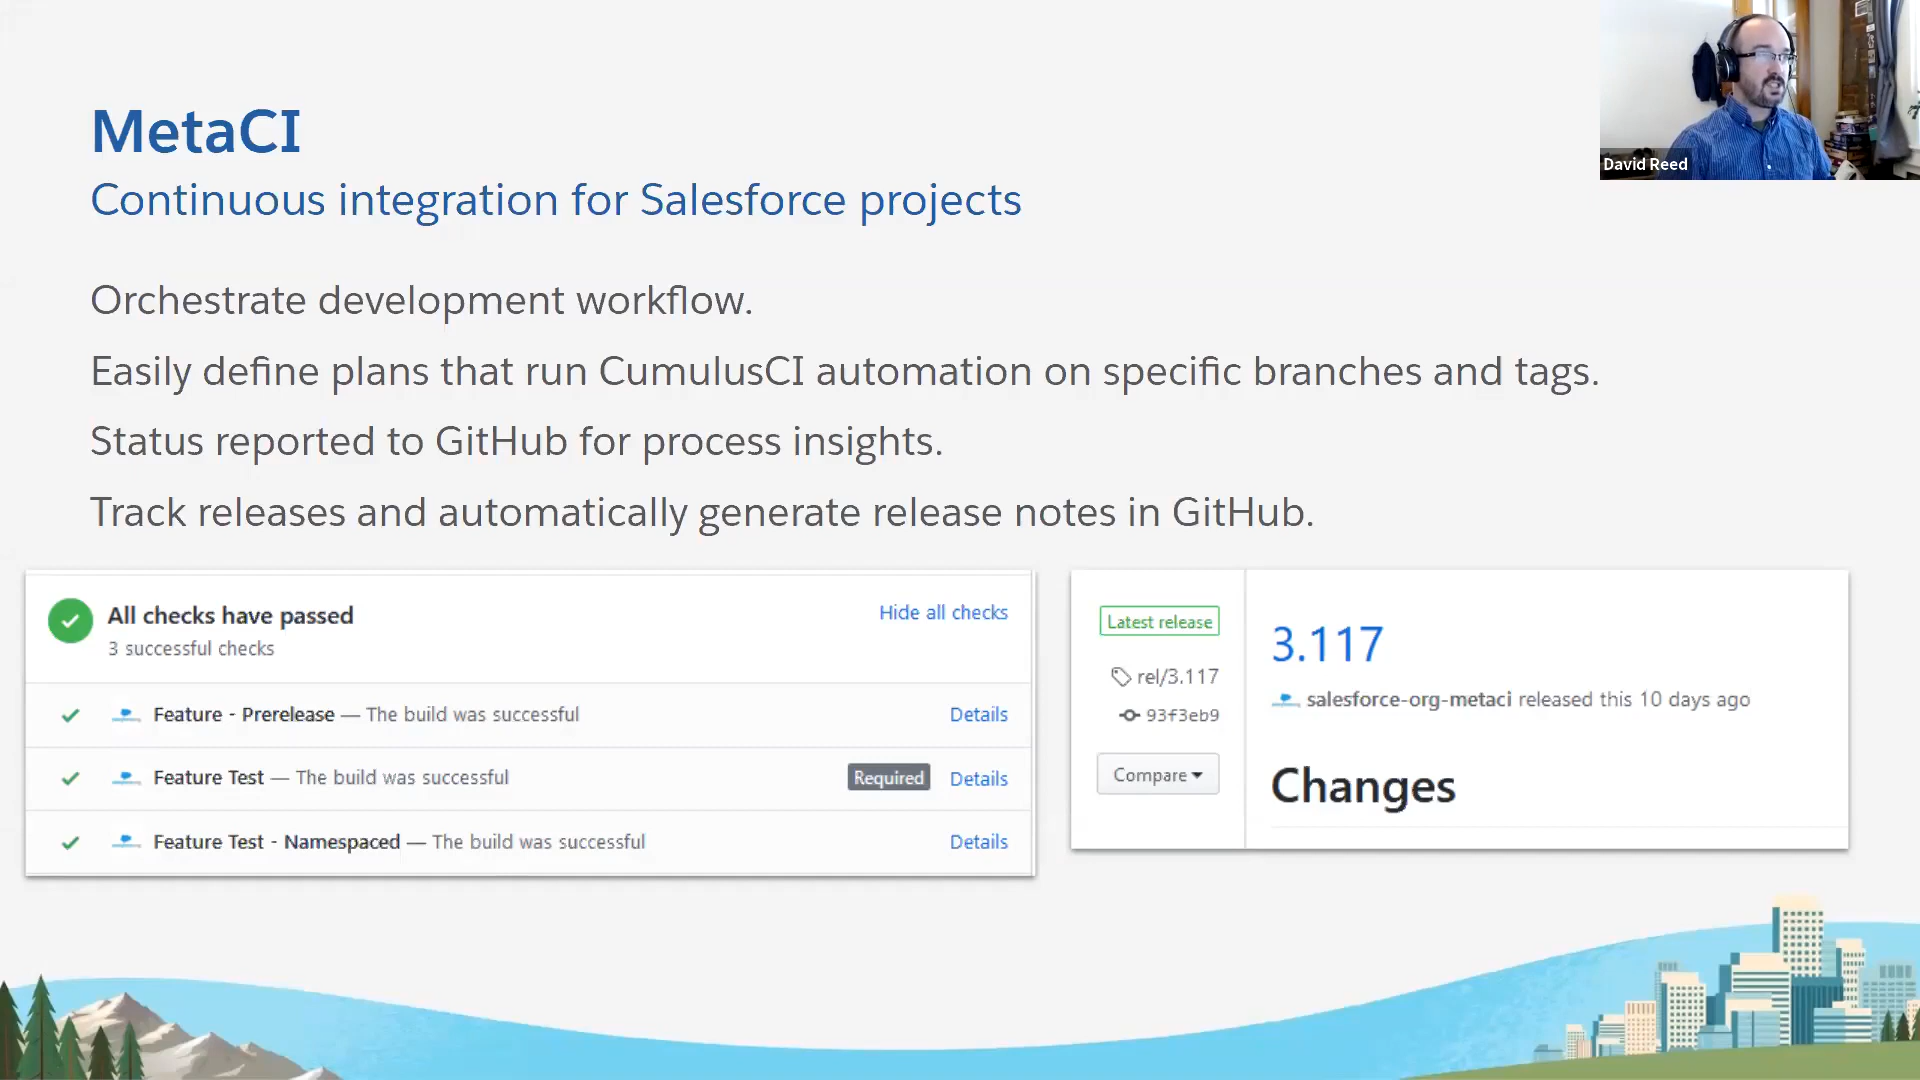 MetaCI
Continuous integration for Salesforce projects
Orchestrate development workflow.
Easily define plans that run CumulusCI automation on specific branches and tags.
Status reported to GitHub for process insights.
Track releases and automatically generate release notes in GitHub.
All checks have passed
Hide all checks
3 successful checks
Feature - Prerelease — The build was successful
Details
Feature Test — The build was successful
Required
Details
Feature Test - Namespaced — The build was successful
Details
Latest release
rel/3.117
93f3eb9
Compare
3.117
salesforce-org-metaci released this 10 days ago
Changes
David Reed